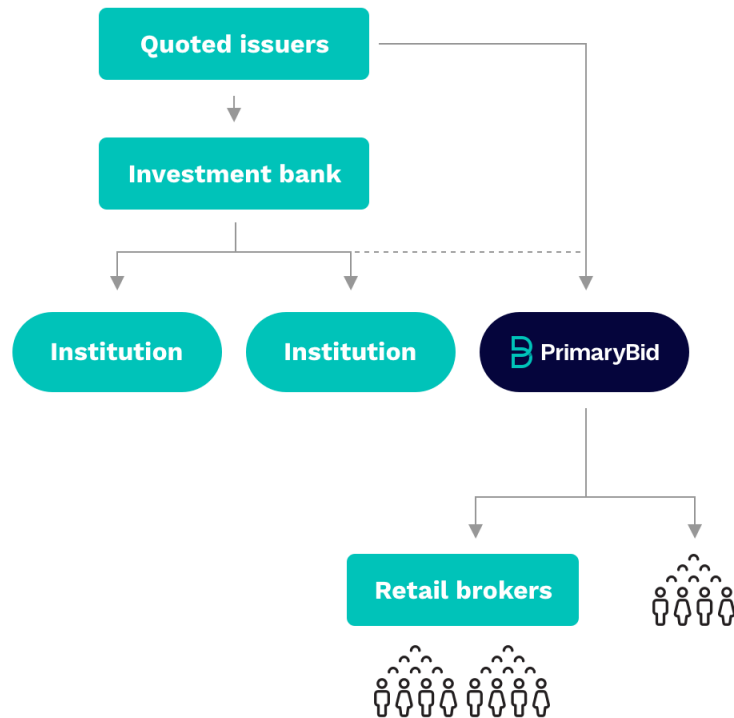 Quoted issuers
Investment bank
Institution
Institution
PrimaryBid
Retail brokers